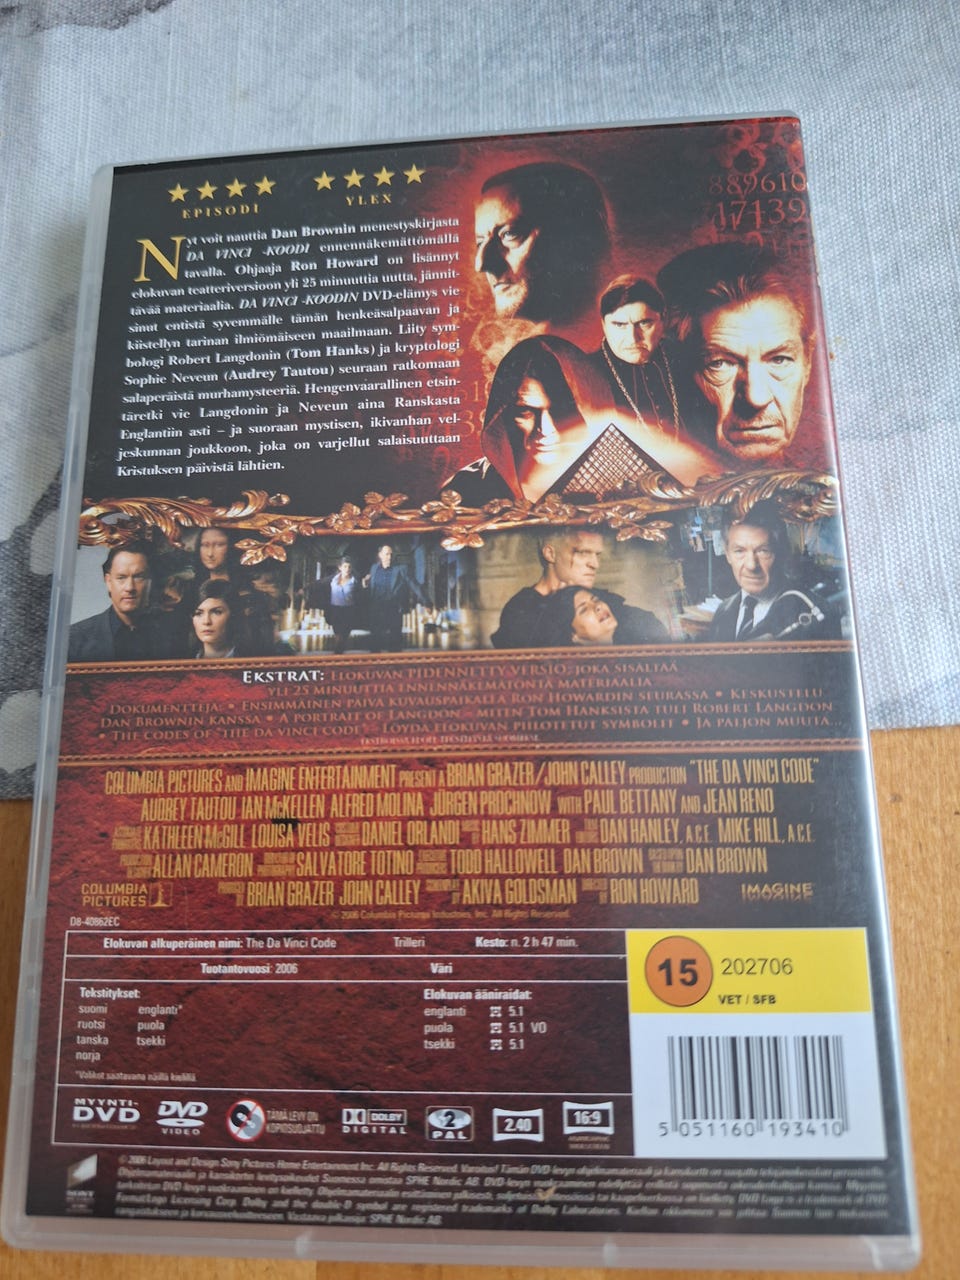 EPISODI
YLEX
889610
17139
Nyt voit nauttia Dan Brownin menestyskirjasta
DA VINCI -KOODI ennennäkemättömällä
tavalla. Ohjaaja Ron Howard on lisännyt
elokuvan teatteriversioon yli 25 minuuttia uutta, jännit-
tävää materiaalia. DA VINCI -KOODIN DVD-elämys vie
sinut entistä syvemmälle tämän henkeäsalpaavan ja
kiistellyn tarinan ilmiömäiseen maailmaan. Liity sym-
bologi Robert Langdonin (Tom Hanks) ja kryptologi
Sophie Neveun (Audrey Tautou) seuraan ratkomaan
salaperäistä murhamysteeriä. Hengenvaarallinen etsin-
täretki vie Langdonin ja Neveun aina Ranskasta
Englantiin asti – ja suoraan mystisen, ikivanhan vel-
jeskunnan joukkoon, joka on varjellut salaisuuttaan
Kristuksen päivistä lähtien.
EKSTRAT: ELOKUVAN PIDENNETTY VERSIO, JOKA SISÄLTÄÄ
YLI 25 MINUUTTIA ENNENNÄKEMÄTÖNTÄ MATERIAALIA
DOKUMENTTEJA: • ENSIMMÄINEN PÄIVÄ KUVAUSPAIKALLA RON HOWARDIN SEURASSA • KESKUSTELU
DAN BROWNIN KANSSA • A PORTRAIT OF LANGDON – MITEN TOM HANKSISTA TULI ROBERT LANGDON
• THE CODES OF "THE DA VINCI CODE" – LÖYDÄ ELOKUVAN PIILOTETUT SYMBOLIT • JA PALJON MUUTA...
COLUMBIA PICTURES AND IMAGINE ENTERTAINMENT PRESENT A BRIAN GRAZER/JOHN CALLEY PRODUCTION "THE DA VINCI CODE"
AUDREY TAUTOU IAN McKELLEN ALFRED MOLINA JÜRGEN PROCHNOW WITH PAUL BETTANY AND JEAN RENO
KATHLEEN McGILL LOUISA VELIS DANIEL ORLANDI HANS ZIMMER DAN HANLEY, A.C.E. MIKE HILL, A.C.E.
ALLAN CAMERON SALVATORE TOTINO TODD HALLOWELL DAN BROWN DAN BROWN
BRIAN GRAZER JOHN CALLEY AKIVA GOLDSMAN RON HOWARD
COLUMBIA
PICTURES
IMAGINE
© 2006 Columbia Pictures Industries, Inc. All Rights Reserved.
D8-40862EC
Elokuvan alkuperäinen nimi: The Da Vinci Code Trilleri Kesto: n. 2 h 47 min.
Tuotantovuosi: 2006 Väri
Tekstitykset: Elokuvan ääniraidat:
suomi englanti* englanti 5.1
ruotsi puola puola 5.1 VO
tanska tsekki tsekki 5.1
norja
*Valikot saatavana näillä kielillä
15 202706
VET / SFB
5 051160 193410
MYYNTI-
DVD
DVD
VIDEO
TÄMÄ LEVY ON
KOPIOSUOJATTU
DOLBY
DIGITAL
2
PAL
2.40
16:9
© 2006 Layout and Design Sony Pictures Home Entertainment Inc. All Rights Reserved.